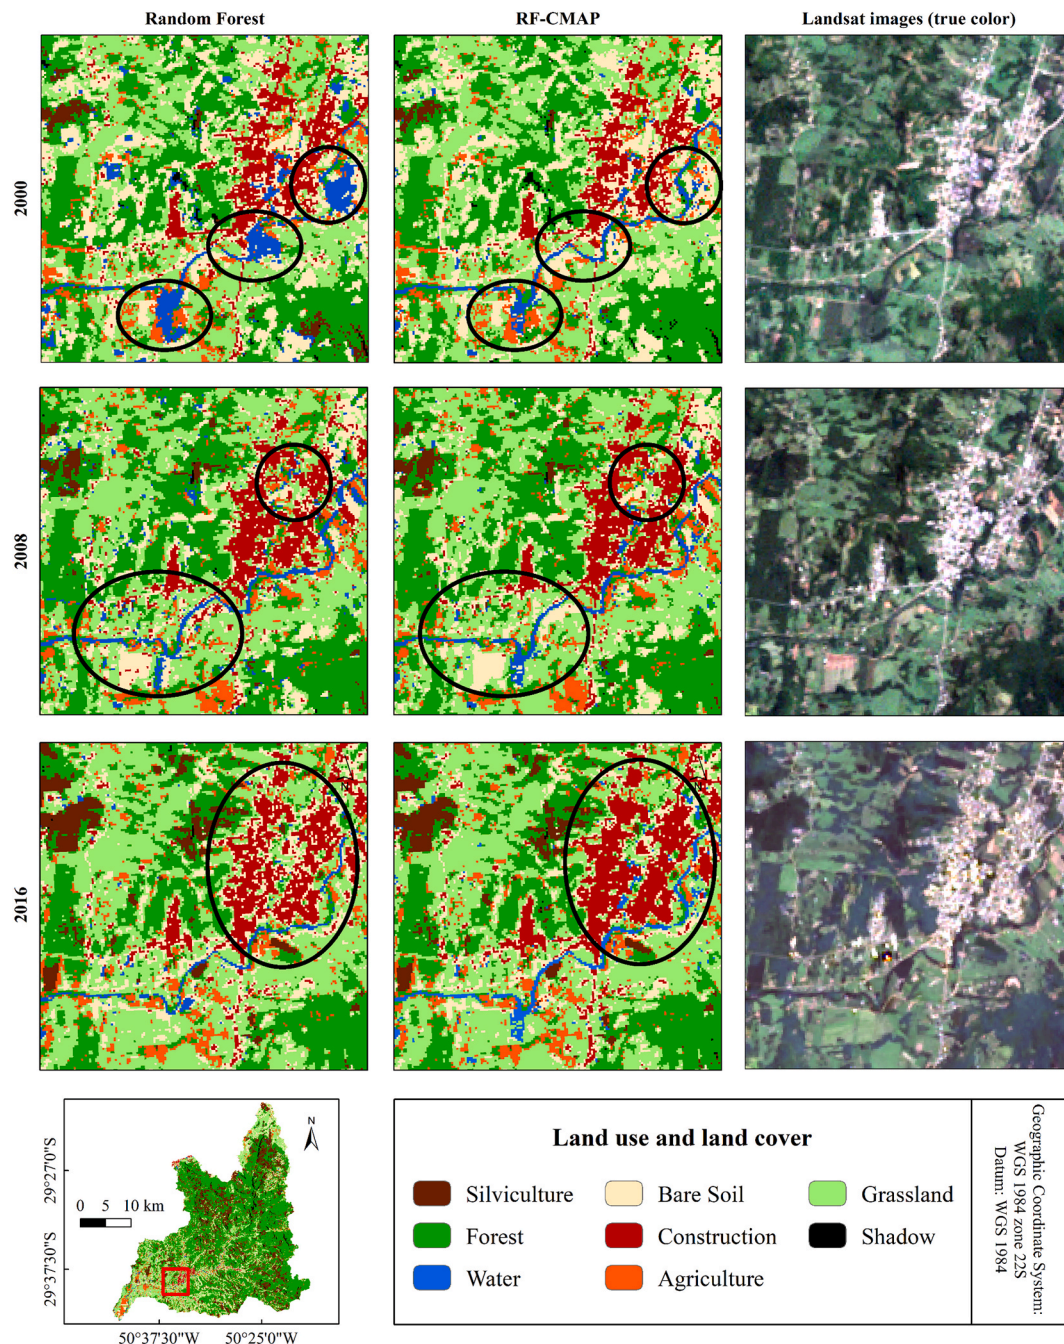 Random Forest
RF-CMAP
Landsat images (true color)
2000
2008
2016
N
0 5 10 km
29°27'0"S
29°37'30"S
50°37'30"W
50°25'0"W
Land use and land cover
Silviculture
Bare Soil
Grassland
Forest
Construction
Shadow
Water
Agriculture
Geographic Coordinate System:
WGS 1984 zone 22S
Datum: WGS 1984